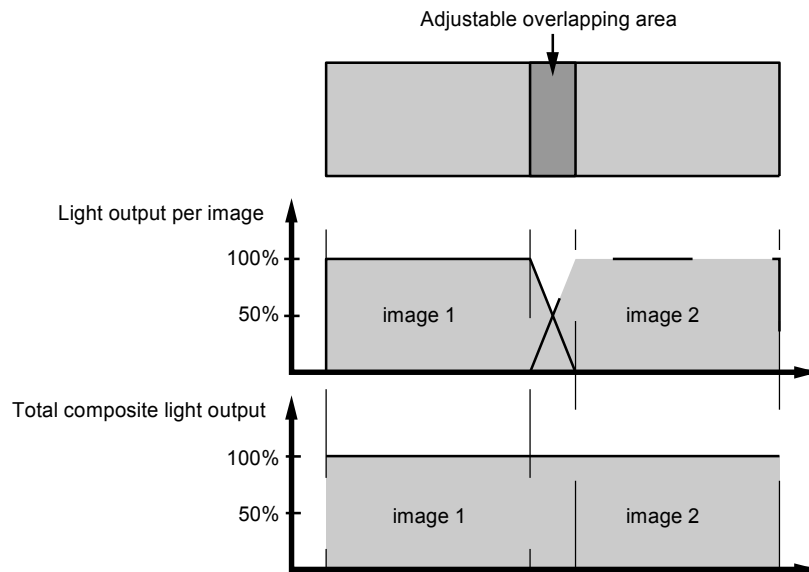 Adjustable overlapping area
Light output per image
100%
50%
image 1
image 2
Total composite light output
100%
50%
image 1
image 2